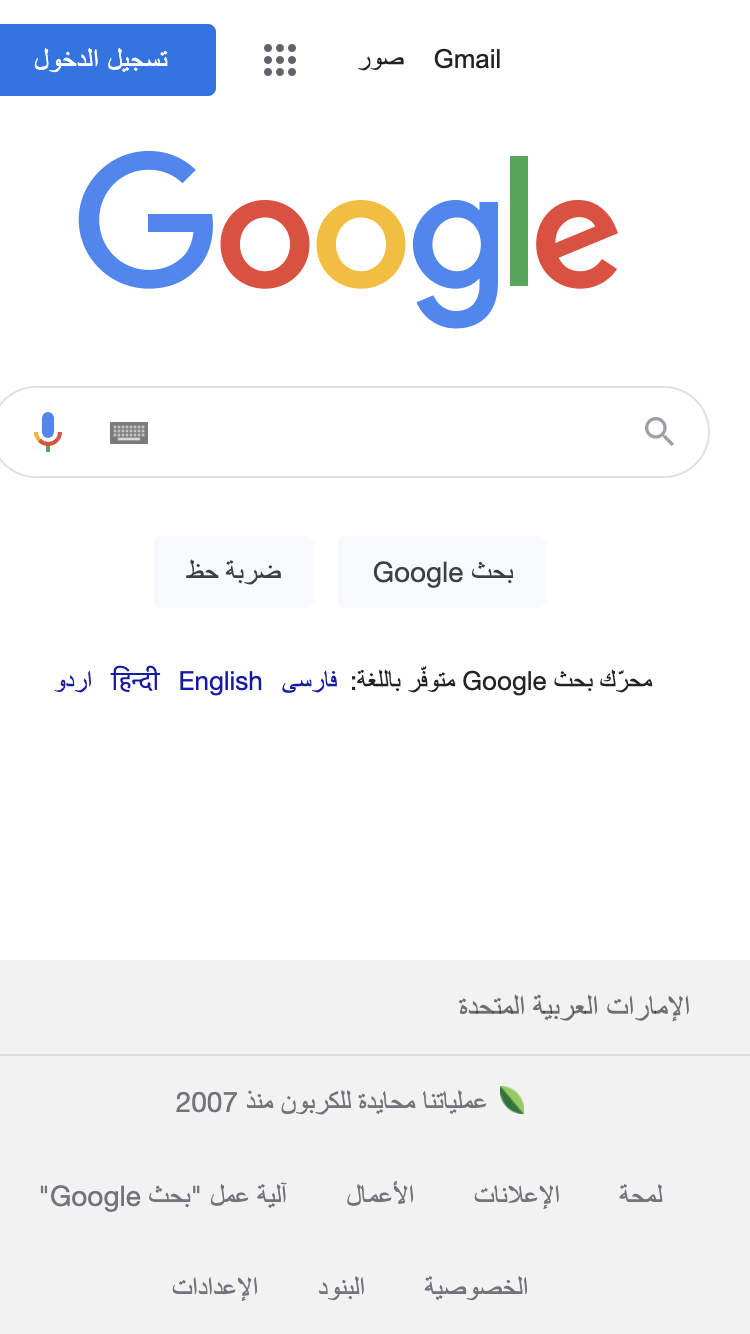 Gmail صور تسجيل الدخول
Google
بحث Google ضربة حظ
محرّك بحث Google متوفّر باللغة: فارسی English हिन्दी اردو
الإمارات العربية المتحدة
عملياتنا محايدة للكربون منذ 2007
لمحة الإعلانات الأعمال آلية عمل "بحث Google"
الخصوصية البنود الإعدادات